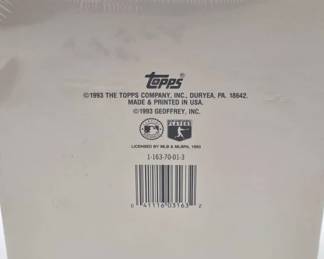 Topps®
©1993 THE TOPPS COMPANY, INC., DURYEA, PA. 18642.
MADE & PRINTED IN USA.
©1993 GEOFFREY, INC.
PLAYERS
LICENSED BY MLB & MLBPA, 1993
1-163-70-01-3
0 41116 03163 2